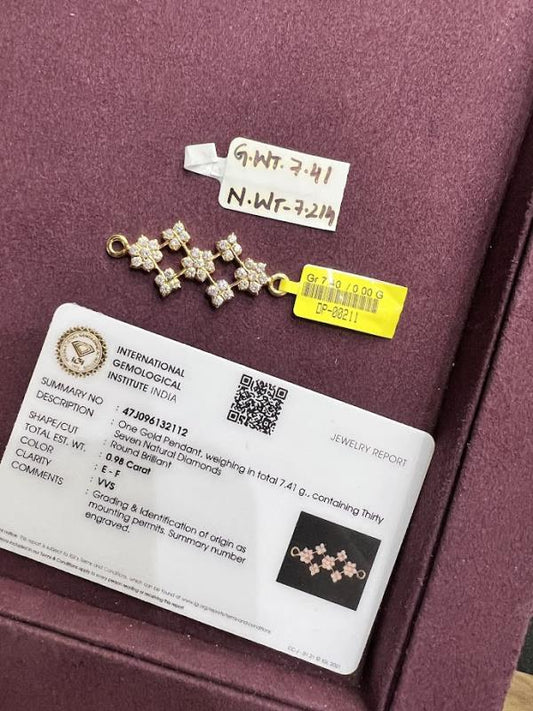 G.WT. 7.41
N.WT-7.214
Gr 7.40 / 0.00 G
DP-00211
IGI
INTERNATIONAL
GEMOLOGICAL
INSTITUTE INDIA
JEWELRY REPORT
SUMMARY NO : 47J096132112
DESCRIPTION : One Gold Pendant, weighing in total 7.41 g., containing Thirty
Seven Natural Diamonds
SHAPE/CUT : Round Brilliant
TOTAL EST. WT. : 0.98 Carat
COLOR : E - F
CLARITY : VVS
COMMENTS : Grading & Identification of origin as
mounting permits. Summary number
engraved.